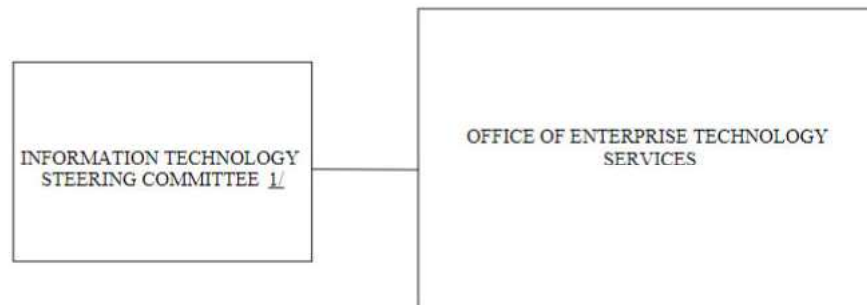 INFORMATION TECHNOLOGY
STEERING COMMITTEE 1/
OFFICE OF ENTERPRISE TECHNOLOGY
SERVICES